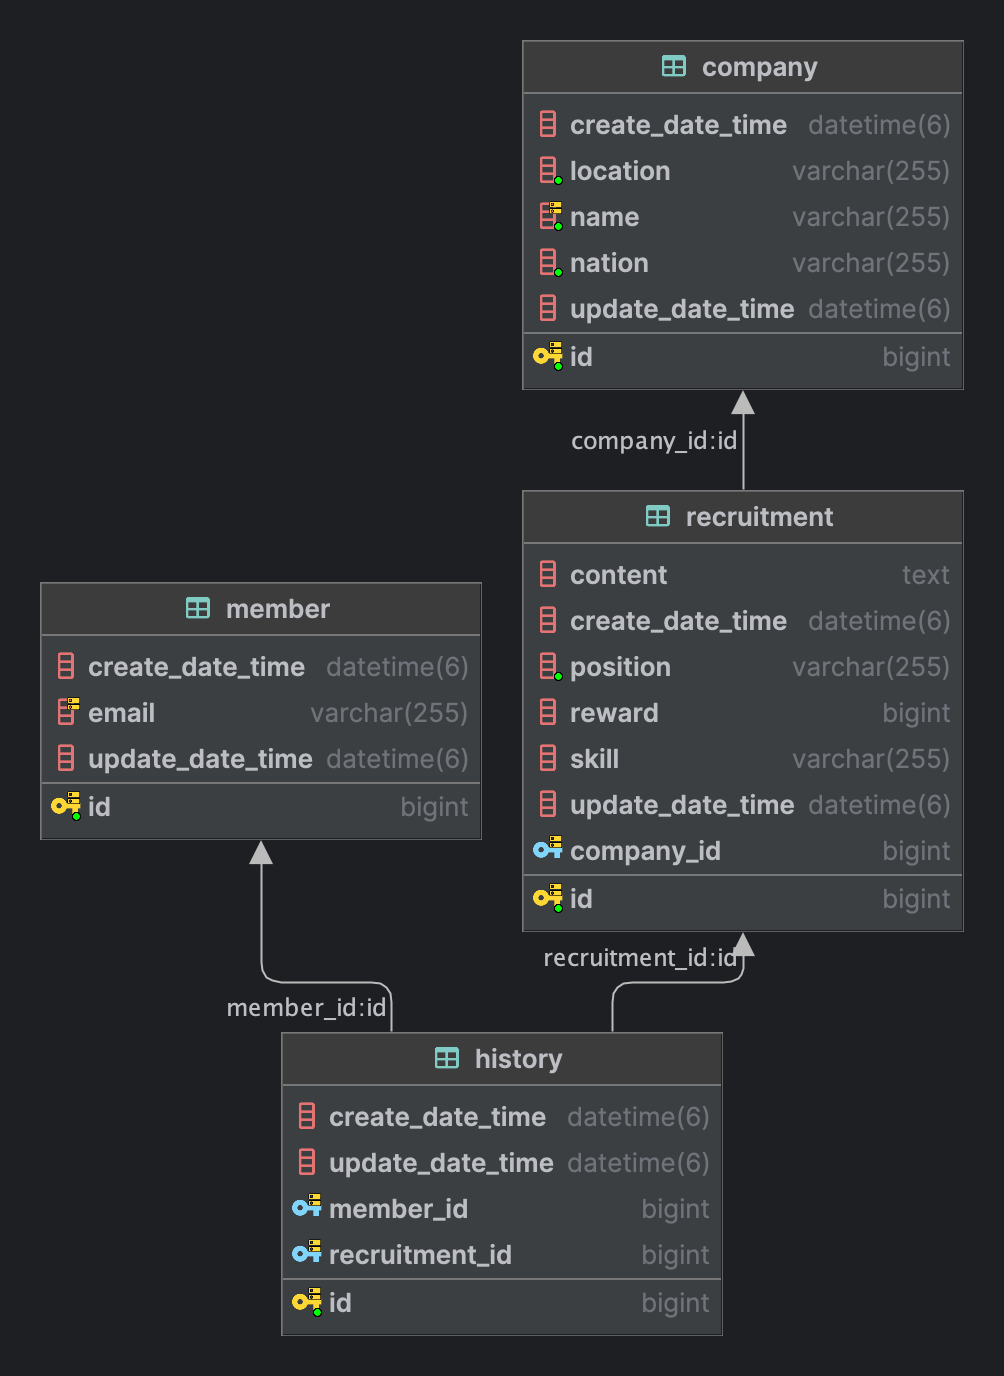 company
create_date_time datetime(6)
location varchar(255)
name varchar(255)
nation varchar(255)
update_date_time datetime(6)
id bigint
company_id:id
recruitment
content text
create_date_time datetime(6)
position varchar(255)
reward bigint
skill varchar(255)
update_date_time datetime(6)
company_id bigint
id bigint
member
create_date_time datetime(6)
email varchar(255)
update_date_time datetime(6)
id bigint
recruitment_id:id
member_id:id
history
create_date_time datetime(6)
update_date_time datetime(6)
member_id bigint
recruitment_id bigint
id bigint